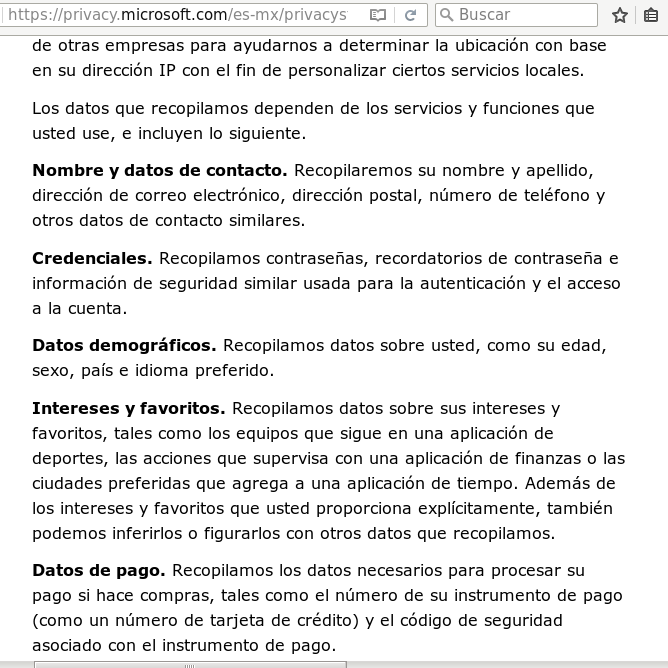 https://privacy.microsoft.com/es-mx/privacys
Buscar
de otras empresas para ayudarnos a determinar la ubicación con base
en su dirección IP con el fin de personalizar ciertos servicios locales.
Los datos que recopilamos dependen de los servicios y funciones que
usted use, e incluyen lo siguiente.
Nombre y datos de contacto. Recopilaremos su nombre y apellido,
dirección de correo electrónico, dirección postal, número de teléfono y
otros datos de contacto similares.
Credenciales. Recopilamos contraseñas, recordatorios de contraseña e
información de seguridad similar usada para la autenticación y el acceso
a la cuenta.
Datos demográficos. Recopilamos datos sobre usted, como su edad,
sexo, país e idioma preferido.
Intereses y favoritos. Recopilamos datos sobre sus intereses y
favoritos, tales como los equipos que sigue en una aplicación de
deportes, las acciones que supervisa con una aplicación de finanzas o las
ciudades preferidas que agrega a una aplicación de tiempo. Además de
los intereses y favoritos que usted proporciona explícitamente, también
podemos inferirlos o figurarlos con otros datos que recopilamos.
Datos de pago. Recopilamos los datos necesarios para procesar su
pago si hace compras, tales como el número de su instrumento de pago
(como un número de tarjeta de crédito) y el código de seguridad
asociado con el instrumento de pago.